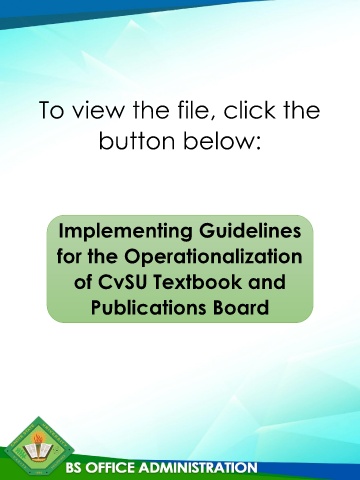 To view the file, click the
button below:
Implementing Guidelines
for the Operationalization
of CvSU Textbook and
Publications Board
BS OFFICE ADMINISTRATION